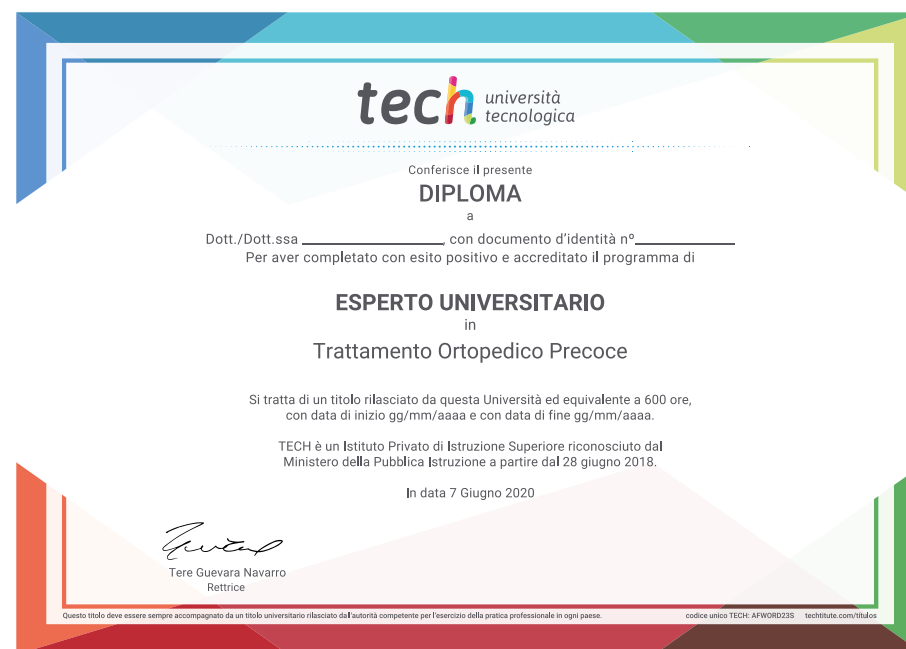 tech università
tecnologica
Conferisce il presente
DIPLOMA
a
Dott./Dott.ssa ____________________, con documento d'identità nº______________
Per aver completato con esito positivo e accreditato il programma di
ESPERTO UNIVERSITARIO
in
Trattamento Ortopedico Precoce
Si tratta di un titolo rilasciato da questa Università ed equivalente a 600 ore,
con data di inizio gg/mm/aaaa e con data di fine gg/mm/aaaa.
TECH è un Istituto Privato di Istruzione Superiore riconosciuto dal
Ministero della Pubblica Istruzione a partire dal 28 giugno 2018.
In data 7 Giugno 2020
Tere Guevara Navarro
Rettrice
Questo titolo deve essere sempre accompagnato da un titolo universitario rilasciato dall'autorità competente per l'esercizio della pratica professionale in ogni paese. codice unico TECH: AFWORD23S techtitute.com/titulos